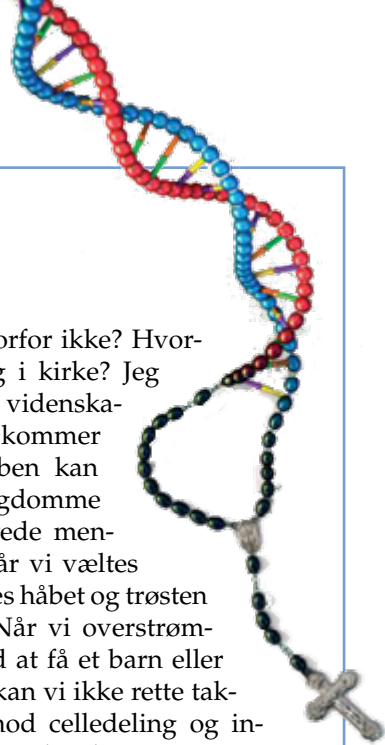 orfor ikke? Hvor-
g i kirke? Jeg
videnska-
kommer
ben kan
gdomme
rede men-
år vi væltes
es håbet og trøsten
Når vi overstrøm-
d at få et barn eller
kan vi ikke rette tak-
mod celledeling og in-